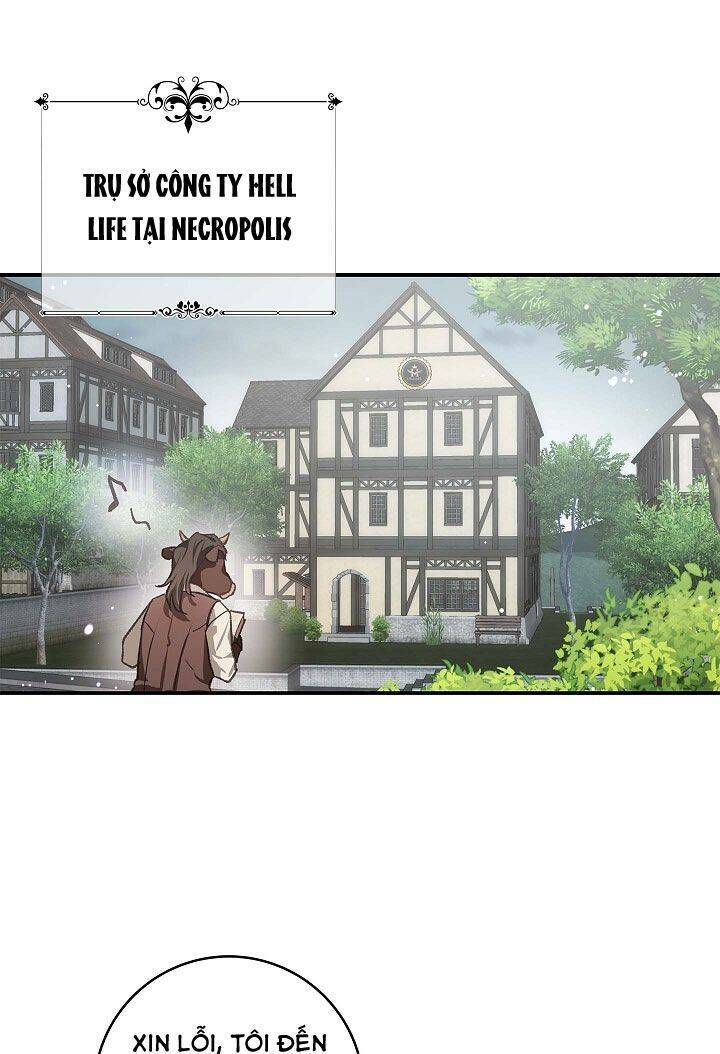 TRỤ SỞ CÔNG TY HELL
LIFE TẠI NECROPOLIS
XIN LỖI, TÔI ĐẾN